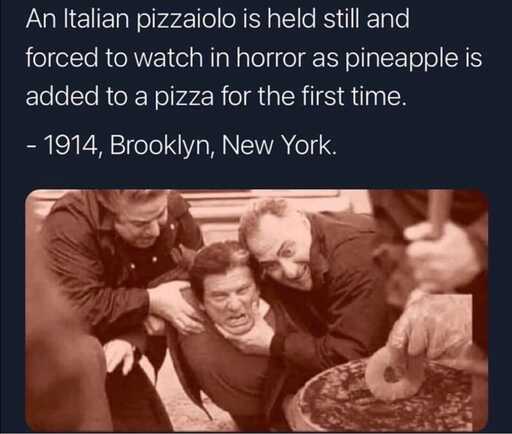 An Italian pizzaiolo is held still and
forced to watch in horror as pineapple is
added to a pizza for the first time.
- 1914, Brooklyn, New York.